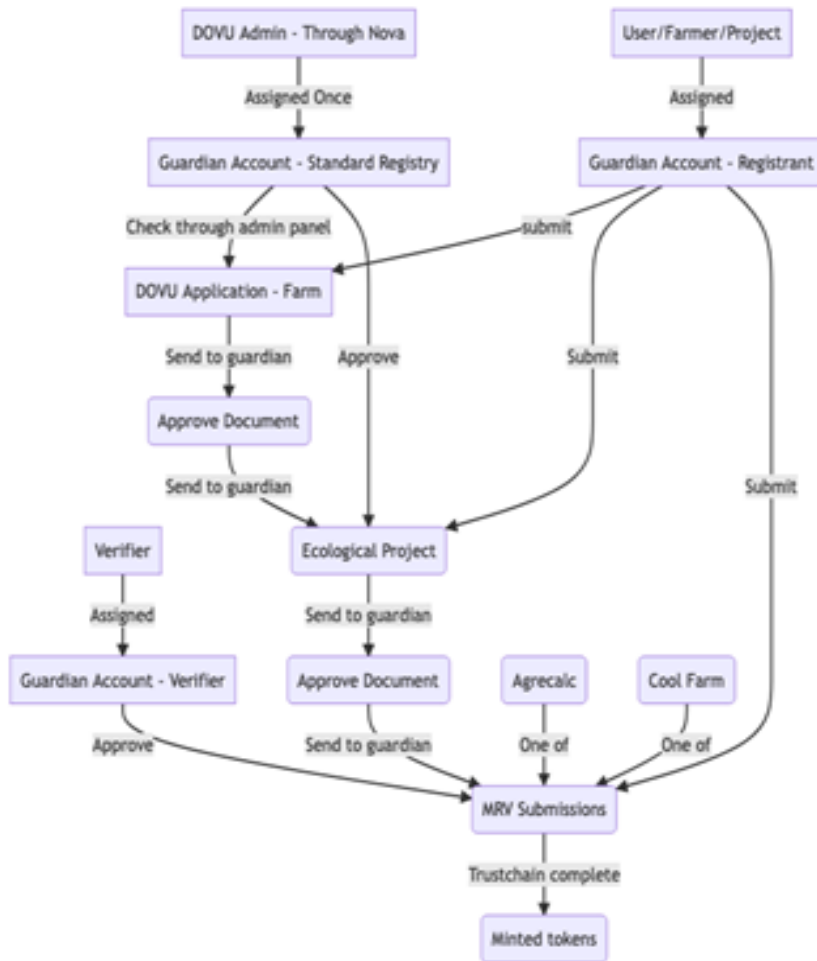 DOVU Admin - Through Nova
User/Farmer/Project
Assigned Once
Assigned
Guardian Account - Standard Registry
Guardian Account - Registrant
Check through admin panel
submit
DOVU Application - Farm
Send to guardian
Approve
Submit
Approve Document
Send to guardian
Submit
Verifier
Ecological Project
Assigned
Send to guardian
Guardian Account - Verifier
Approve Document
Agrecalc
Cool Farm
Approve
Send to guardian
One of
One of
MRV Submissions
Trustchain complete
Minted tokens